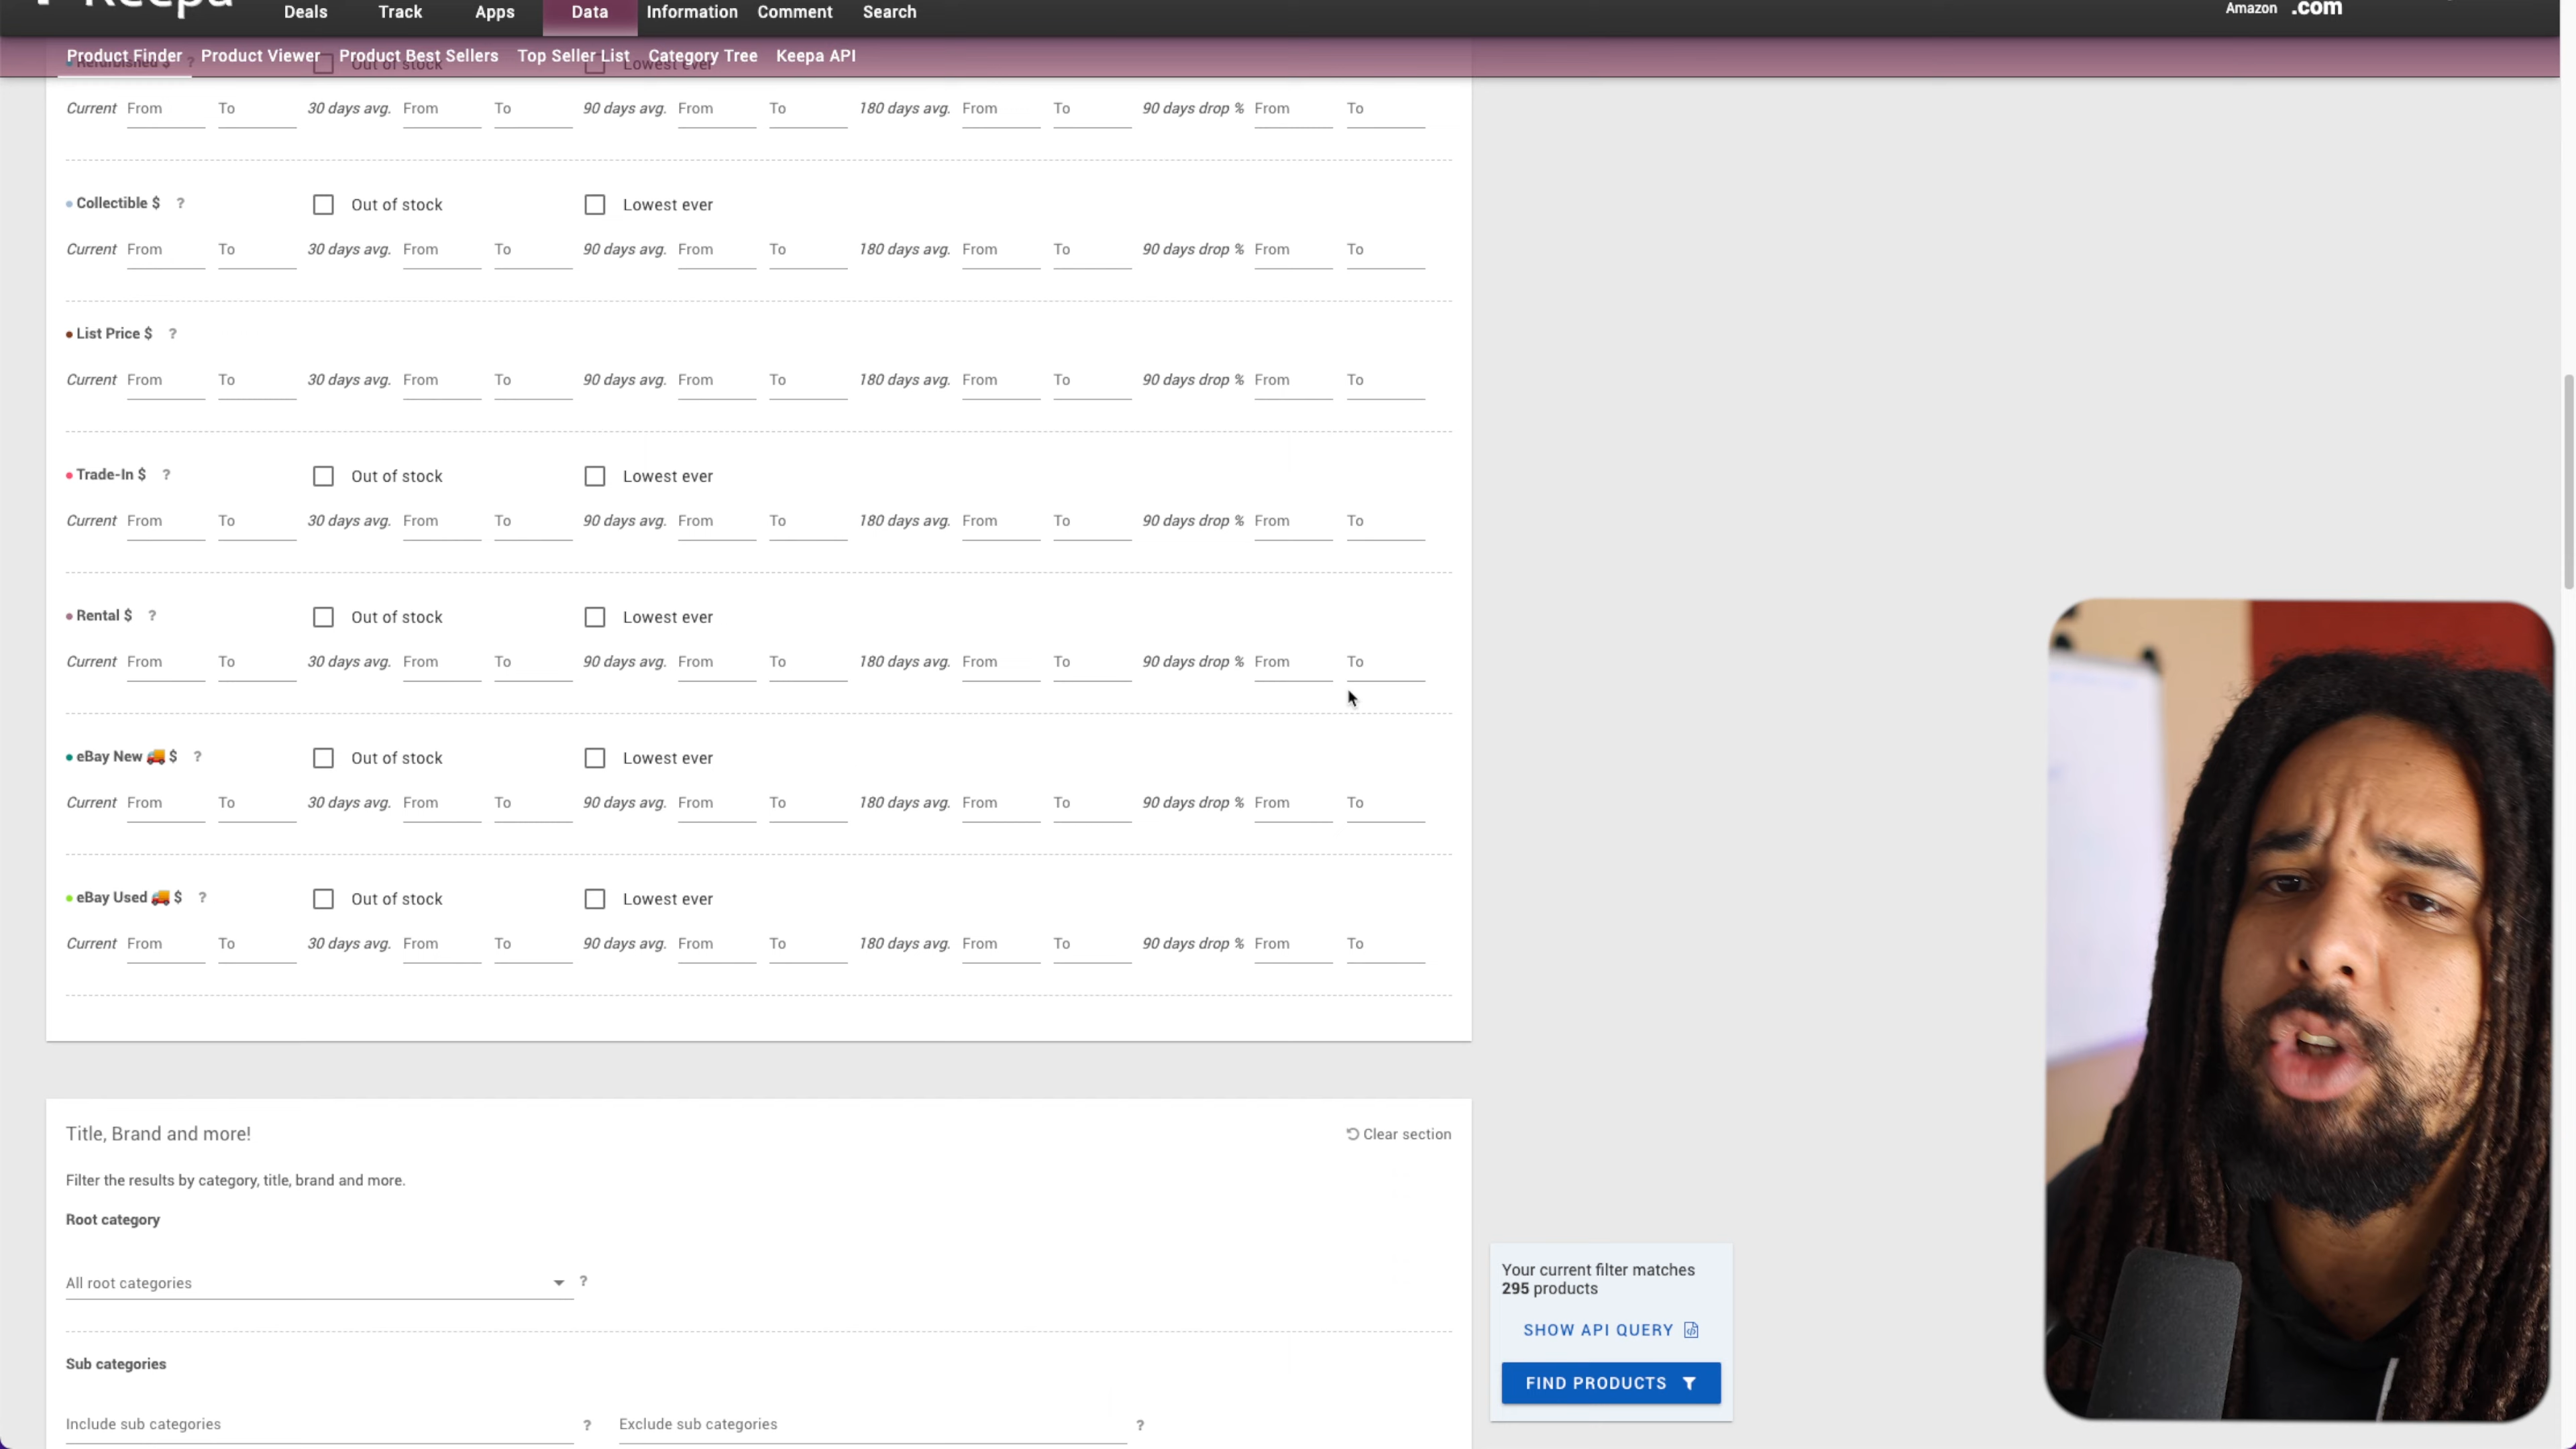 Keepa
Deals Track Apps Data Information Comment Search
Amazon .com
Product Finder Product Viewer Product Best Sellers Top Seller List Category Tree Keepa API
Refurbished $ ? Out of stock Lowest ever
Current From To 30 days avg. From To 90 days avg. From To 180 days avg. From To 90 days drop % From To
Collectible $ ? Out of stock Lowest ever
Current From To 30 days avg. From To 90 days avg. From To 180 days avg. From To 90 days drop % From To
List Price $ ?
Current From To 30 days avg. From To 90 days avg. From To 180 days avg. From To 90 days drop % From To
Trade-In $ ? Out of stock Lowest ever
Current From To 30 days avg. From To 90 days avg. From To 180 days avg. From To 90 days drop % From To
Rental $ ? Out of stock Lowest ever
Current From To 30 days avg. From To 90 days avg. From To 180 days avg. From To 90 days drop % From To
eBay New 🚚 $ ? Out of stock Lowest ever
Current From To 30 days avg. From To 90 days avg. From To 180 days avg. From To 90 days drop % From To
eBay Used 🚚 $ ? Out of stock Lowest ever
Current From To 30 days avg. From To 90 days avg. From To 180 days avg. From To 90 days drop % From To
Title, Brand and more! Clear section
Filter the results by category, title, brand and more.
Root category
All root categories ?
Sub categories
Include sub categories ? Exclude sub categories ?
Your current filter matches
295 products
SHOW API QUERY
FIND PRODUCTS